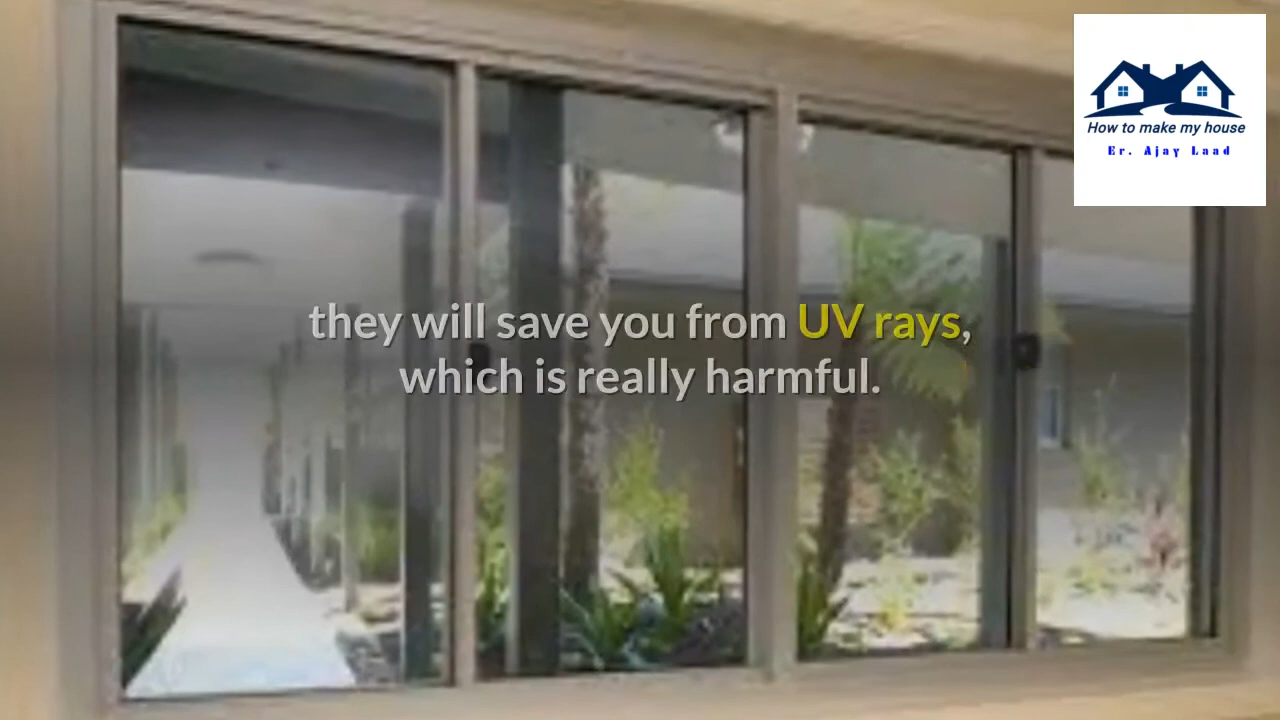 How to make my house
Er. Ajay Laad
they will save you from UV rays,
which is really harmful.